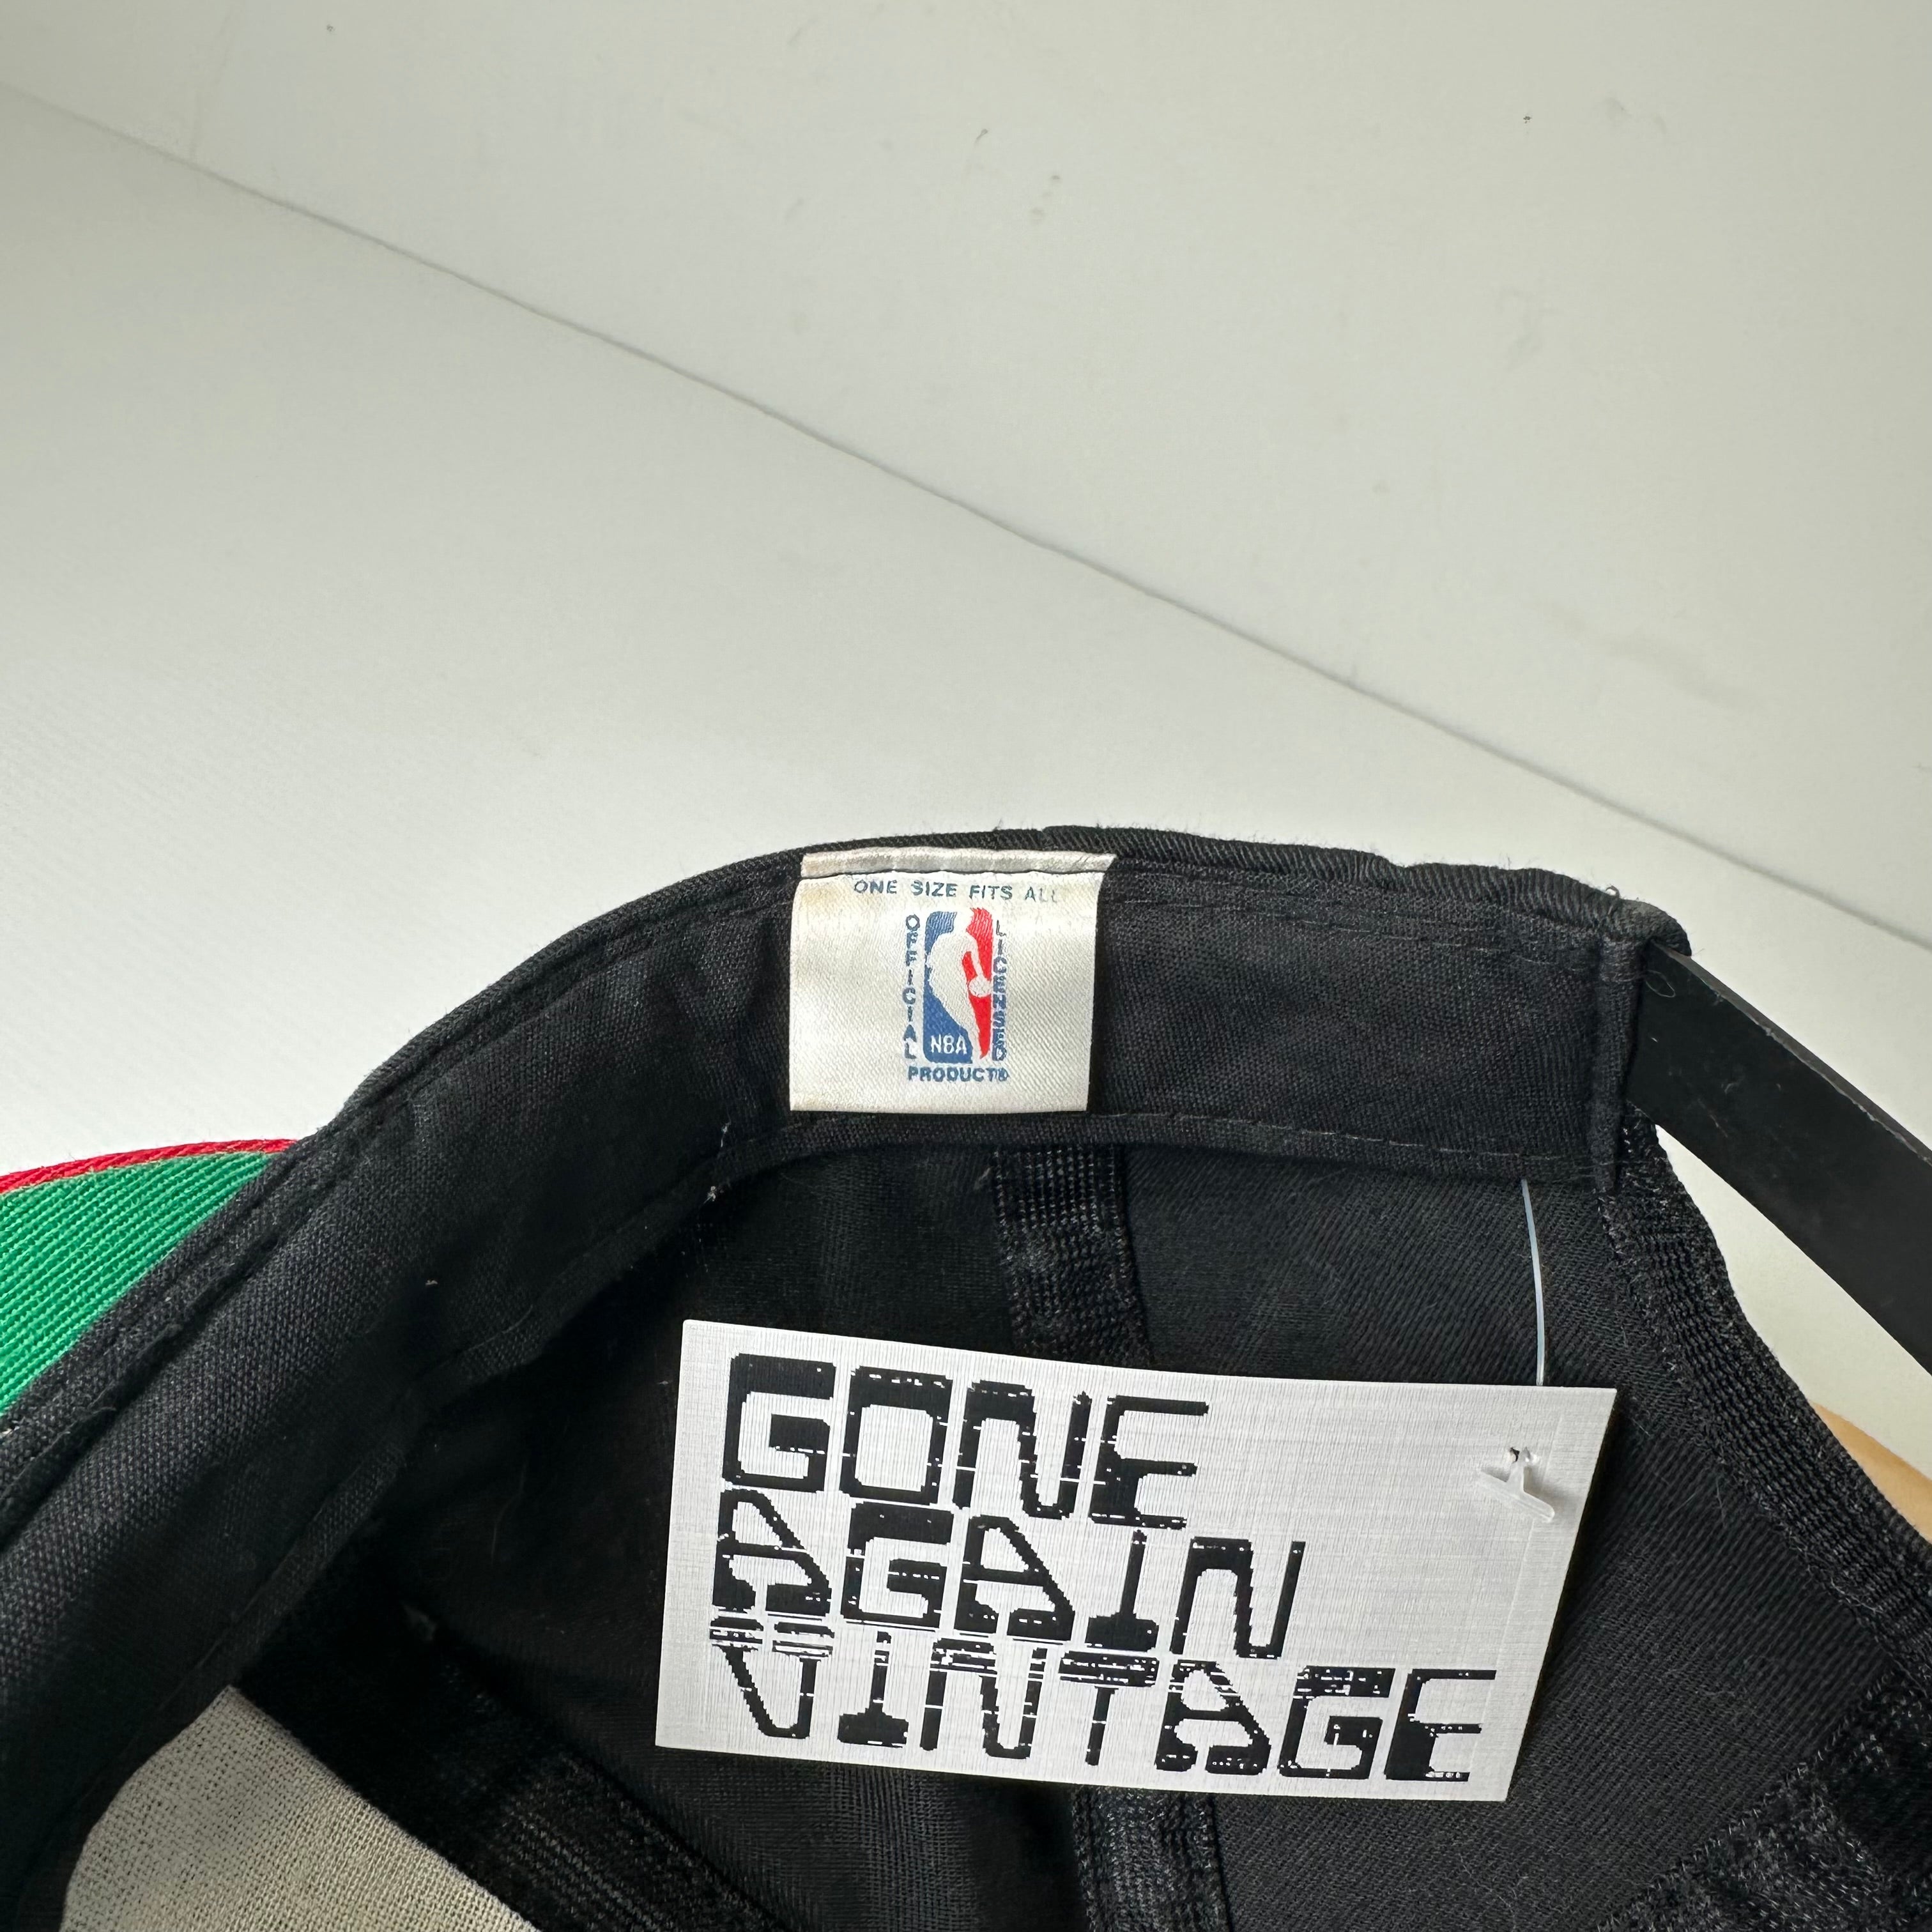 ONE SIZE FITS ALL
OFFICIAL
LICENSED
NBA
PRODUCT®
GONE
AGAIN
VINTAGE